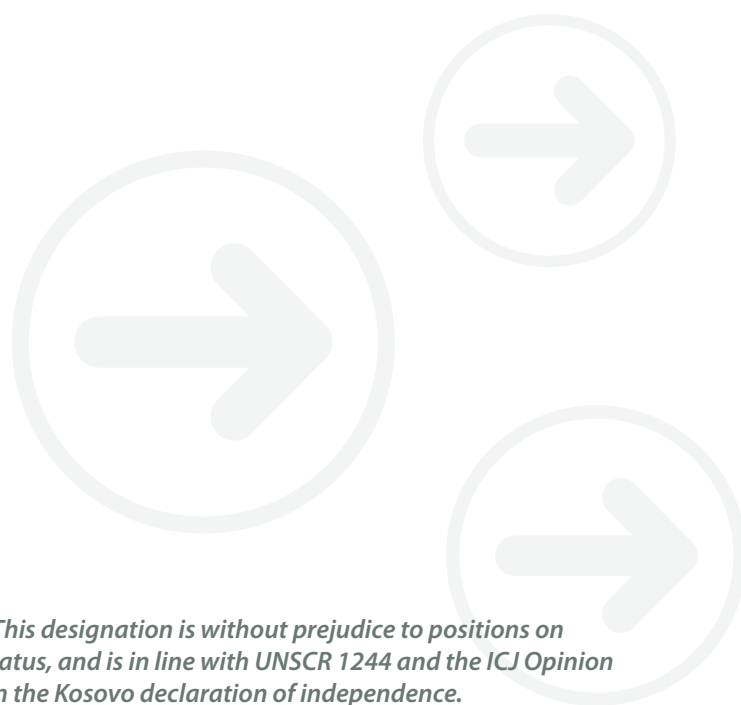 This designation is without prejudice to positions on
atus, and is in line with UNSCR 1244 and the ICJ Opinion
n the Kosovo declaration of independence.